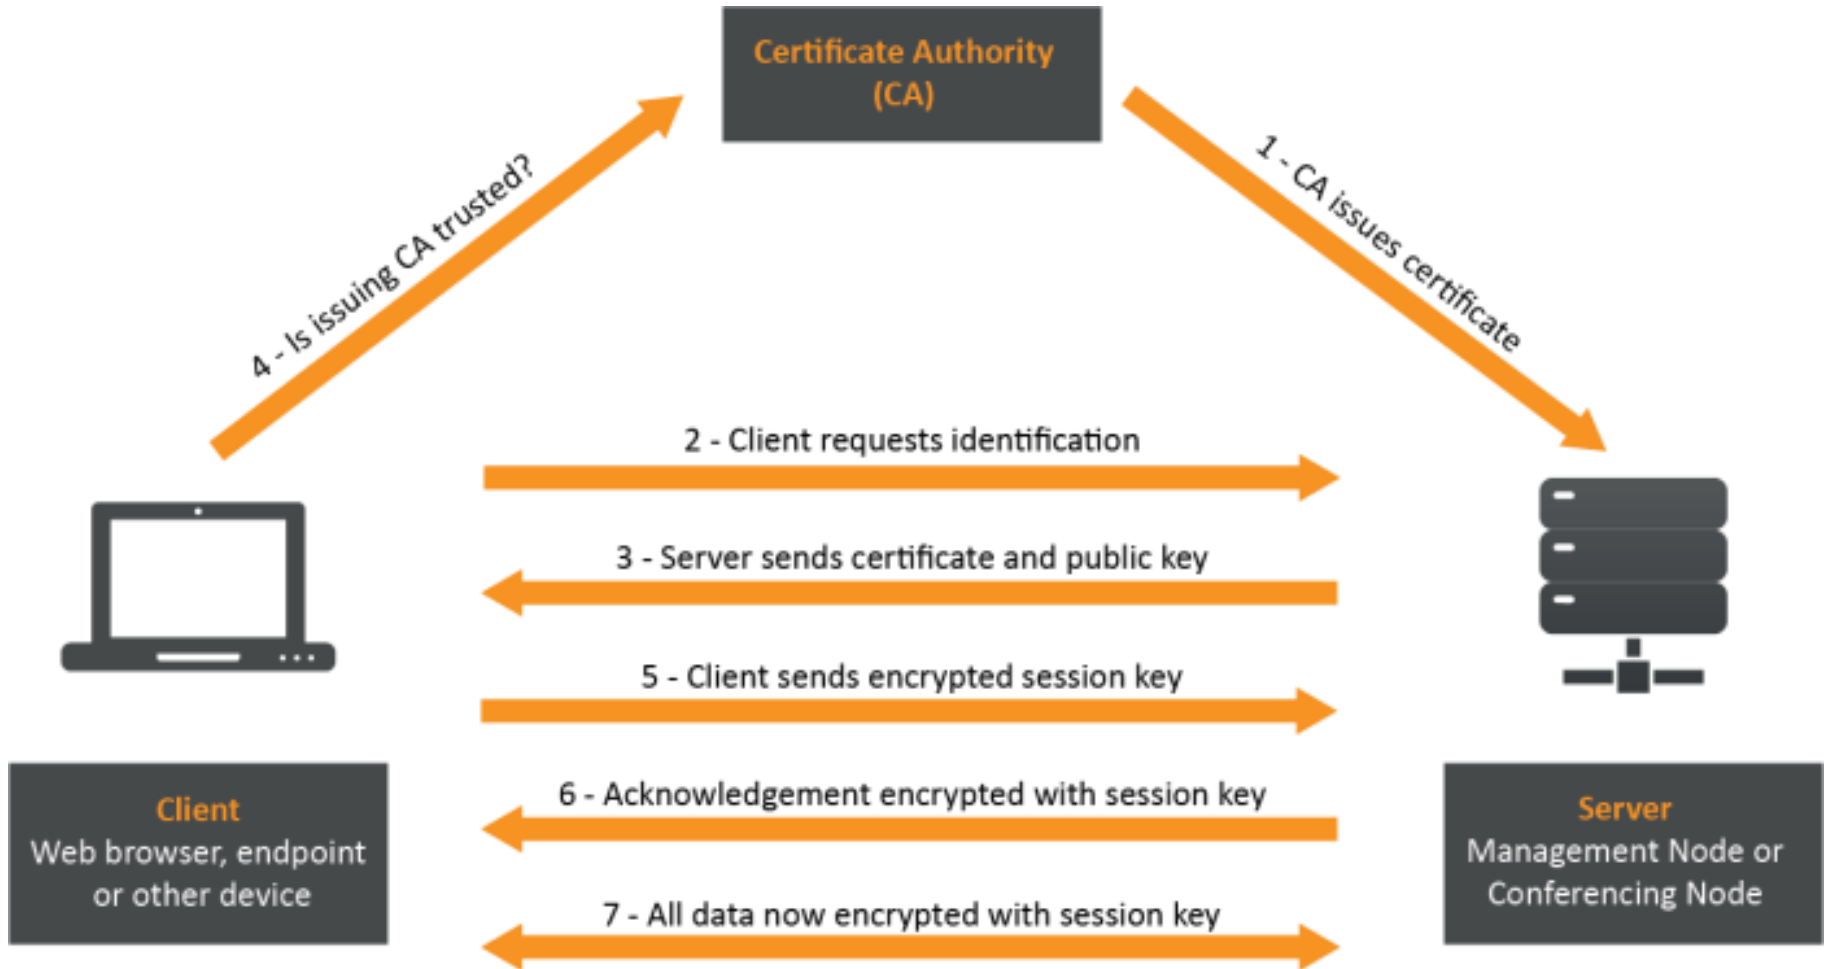 Certificate Authority
(CA)
4 - Is issuing CA trusted?
1 - CA issues certificate
2 - Client requests identification
3 - Server sends certificate and public key
5 - Client sends encrypted session key
6 - Acknowledgement encrypted with session key
7 - All data now encrypted with session key
Client
Web browser, endpoint
or other device
Server
Management Node or
Conferencing Node